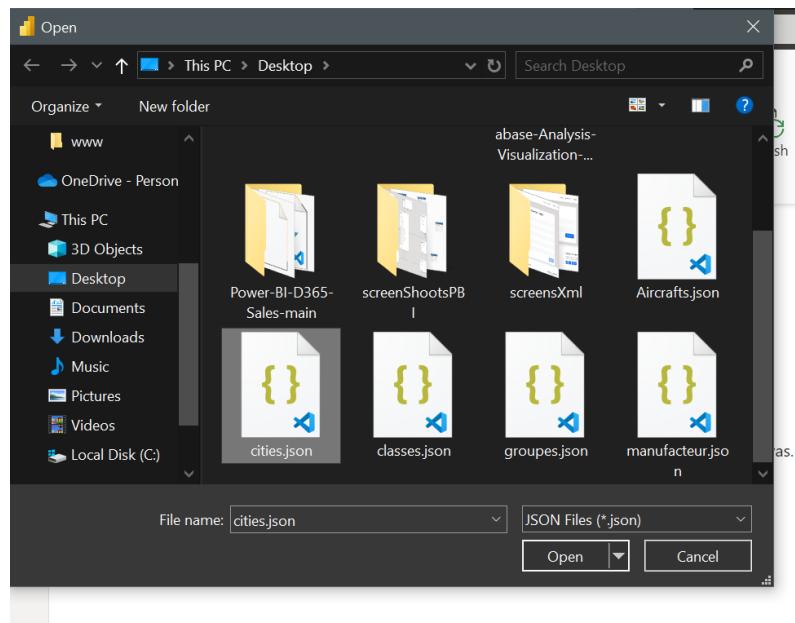 Open
This PC > Desktop >
Search Desktop
Organize
New folder
www
OneDrive - Person
This PC
3D Objects
Desktop
Documents
Downloads
Music
Pictures
Videos
Local Disk (C:)
abase-Analysis-
Visualization-...
Power-BI-D365-
Sales-main
screenShootsPB
I
screensXml
Aircrafts.json
cities.json
classes.json
groupes.json
manufacteur.jso
n
sh
as.
File name: cities.json
JSON Files (*.json)
Open
Cancel